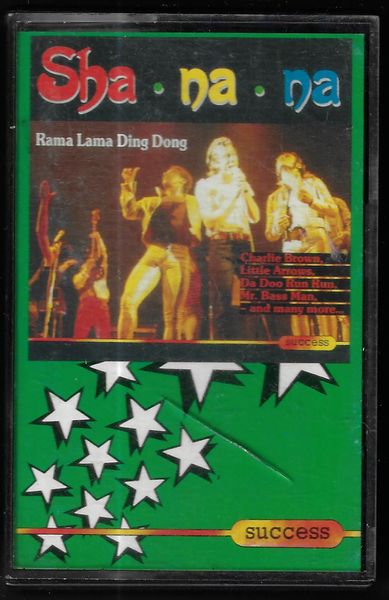 Sha · na · na
Rama Lama Ding Dong
Charlie Brown,
Little Arrows,
Da Doo Run Run,
Mr. Bass Man,
and many more...
success
success